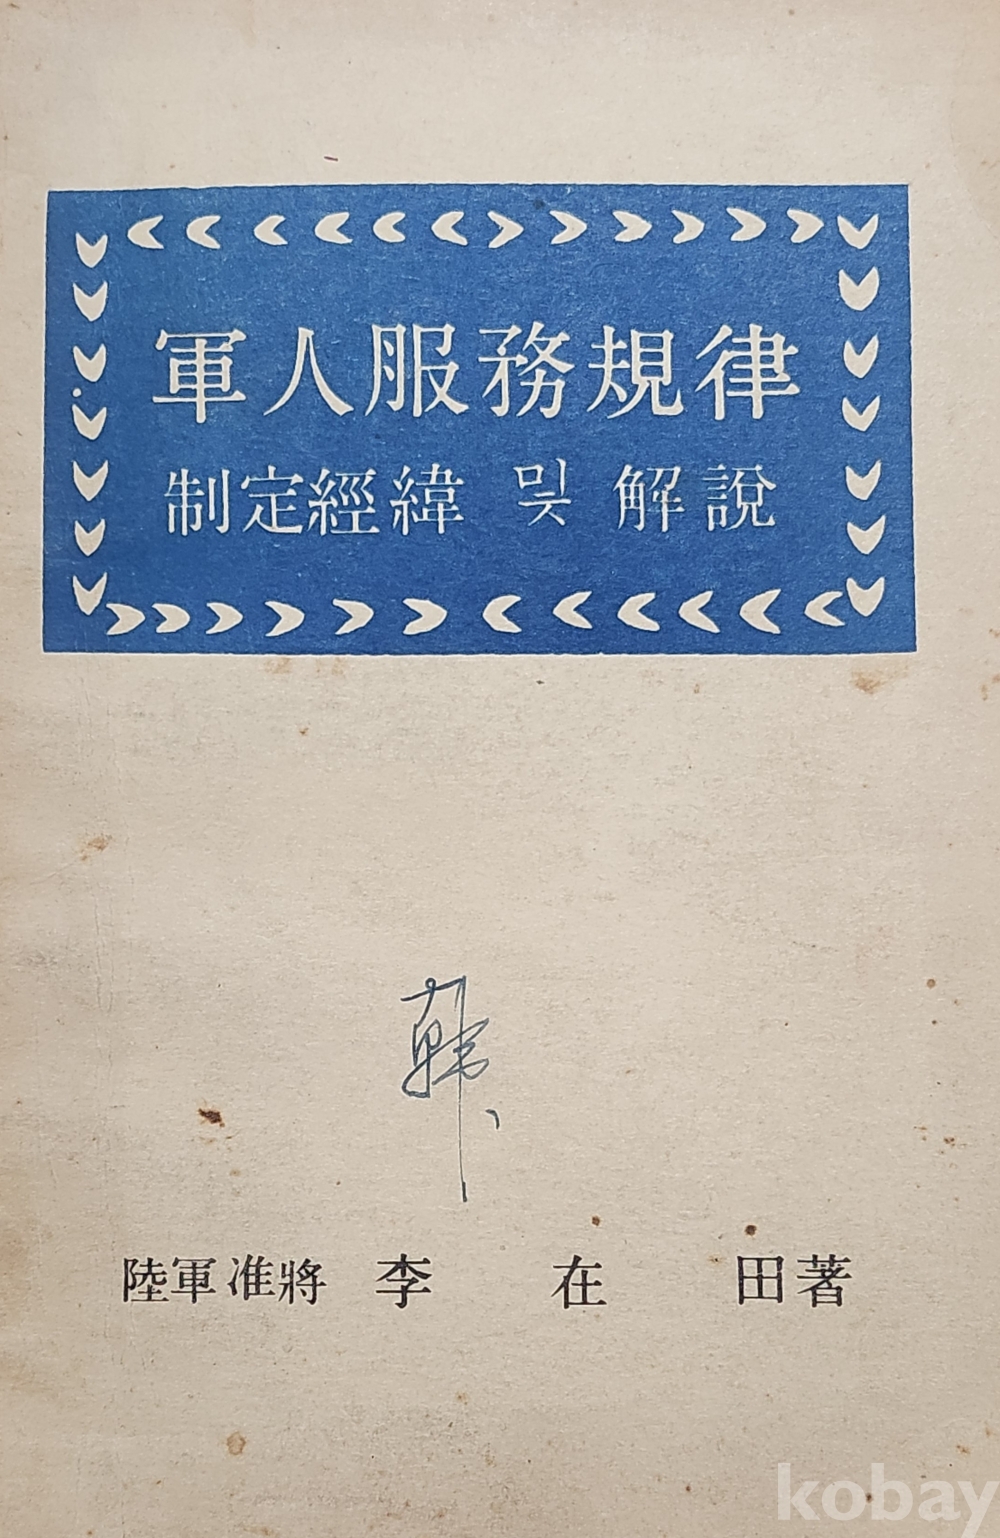 軍人服務規律
制定經緯 및 解說
韓
陸軍准將 李 在 田 著
kobay